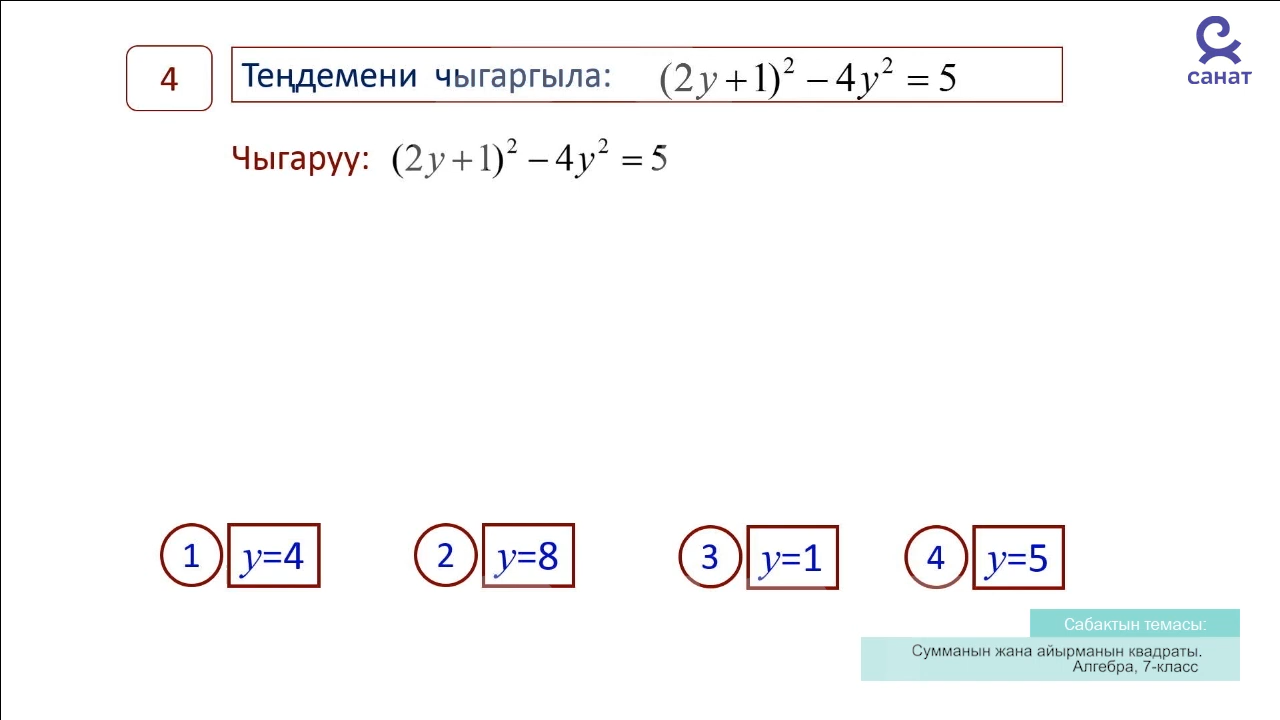 4
Теңдемени чыгаргыла: (2y+1)² − 4y² = 5
санат
Чыгаруу: (2y+1)² − 4y² = 5
1 y=4
2 y=8
3 y=1
4 y=5
Сабактын темасы:
Сумманын жана айырманын квадраты.
Алгебра, 7-класс